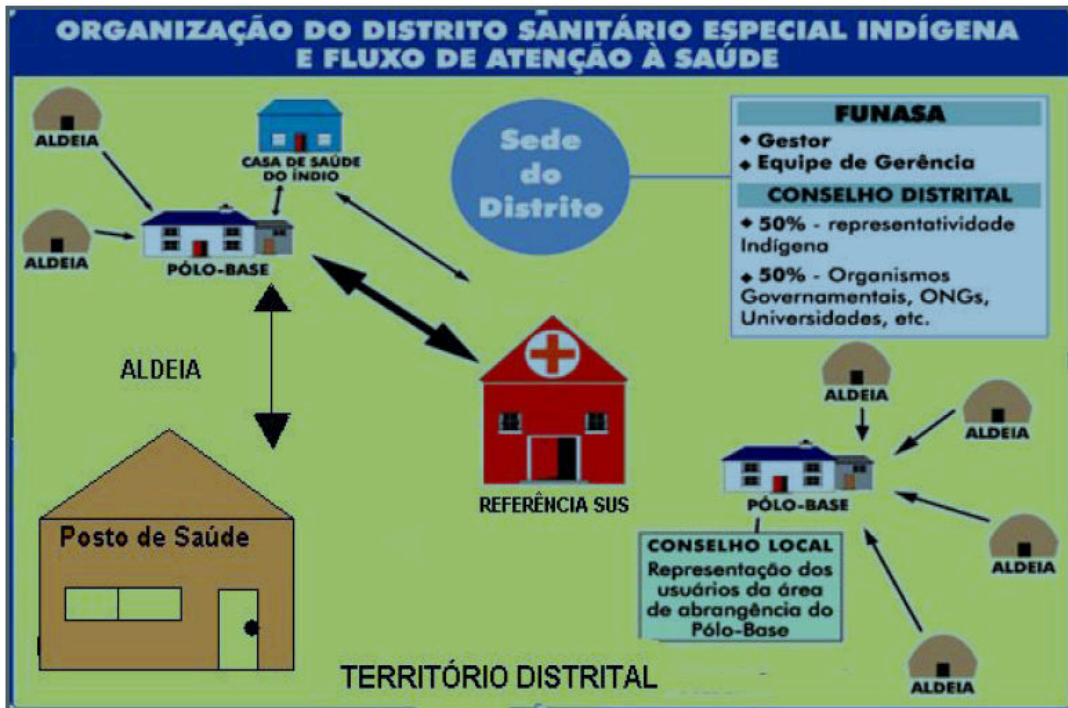 ORGANIZAÇÃO DO DISTRITO SANITÁRIO ESPECIAL INDÍGENA
E FLUXO DE ATENÇÃO À SAÚDE
ALDEIA
CASA DE SAÚDE
DO ÍNDIO
ALDEIA
PÓLO-BASE
Sede
do
Distrito
FUNASA
◆ Gestor
◆ Equipe de Gerência
CONSELHO DISTRITAL
◆ 50% - representatividade
Indígena
◆ 50% - Organismos
Governamentais, ONGs,
Universidades, etc.
ALDEIA
Posto de Saúde
REFERÊNCIA SUS
ALDEIA
ALDEIA
ALDEIA
ALDEIA
PÓLO-BASE
CONSELHO LOCAL
Representação dos
usuários da área
de abrangência do
Pólo-Base
TERRITÓRIO DISTRITAL